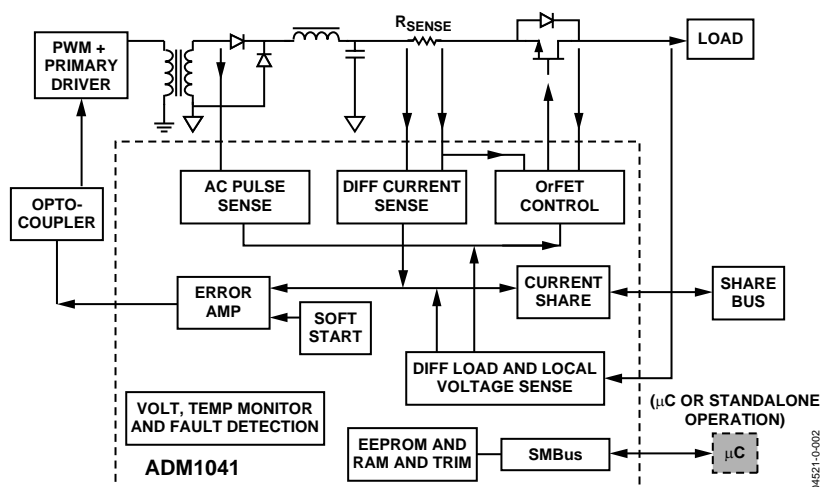 RSENSE
PWM +
PRIMARY
DRIVER
LOAD
AC PULSE
SENSE
DIFF CURRENT
SENSE
OrFET
CONTROL
OPTO-
COUPLER
ERROR
AMP
CURRENT
SHARE
SHARE
BUS
SOFT
START
DIFF LOAD AND LOCAL
VOLTAGE SENSE
VOLT, TEMP MONITOR
AND FAULT DETECTION
(μC OR STANDALONE
OPERATION)
EEPROM AND
RAM AND TRIM
SMBus
μC
ADM1041
04521-0-002